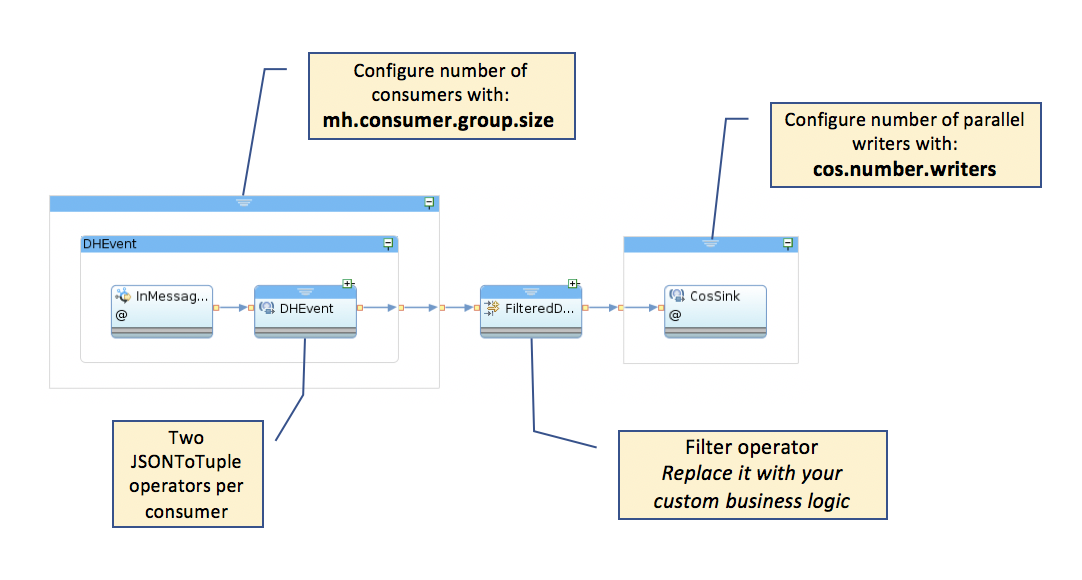 Configure number of
consumers with:
mh.consumer.group.size
Configure number of parallel
writers with:
cos.number.writers
DHEvent
InMessag...
@
DHEvent
FilteredD...
CosSink
@
Two
JSONToTuple
operators per
consumer
Filter operator
Replace it with your
custom business logic